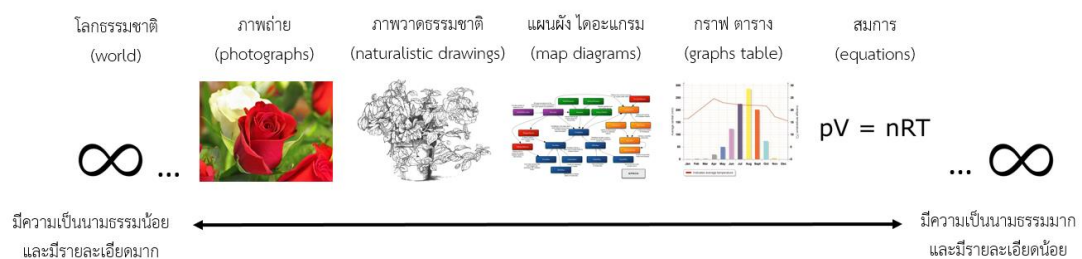 โลกธรรมชาติ
(world)
ภาพถ่าย
(photographs)
ภาพวาดธรรมชาติ
(naturalistic drawings)
แผนผัง ไดอะแกรม
(map diagrams)
กราฟ ตาราง
(graphs table)
สมการ
(equations)
∞ ...
pV = nRT
... ∞
มีความเป็นนามธรรมน้อย
และมีรายละเอียดมาก
มีความเป็นนามธรรมมาก
และมีรายละเอียดน้อย